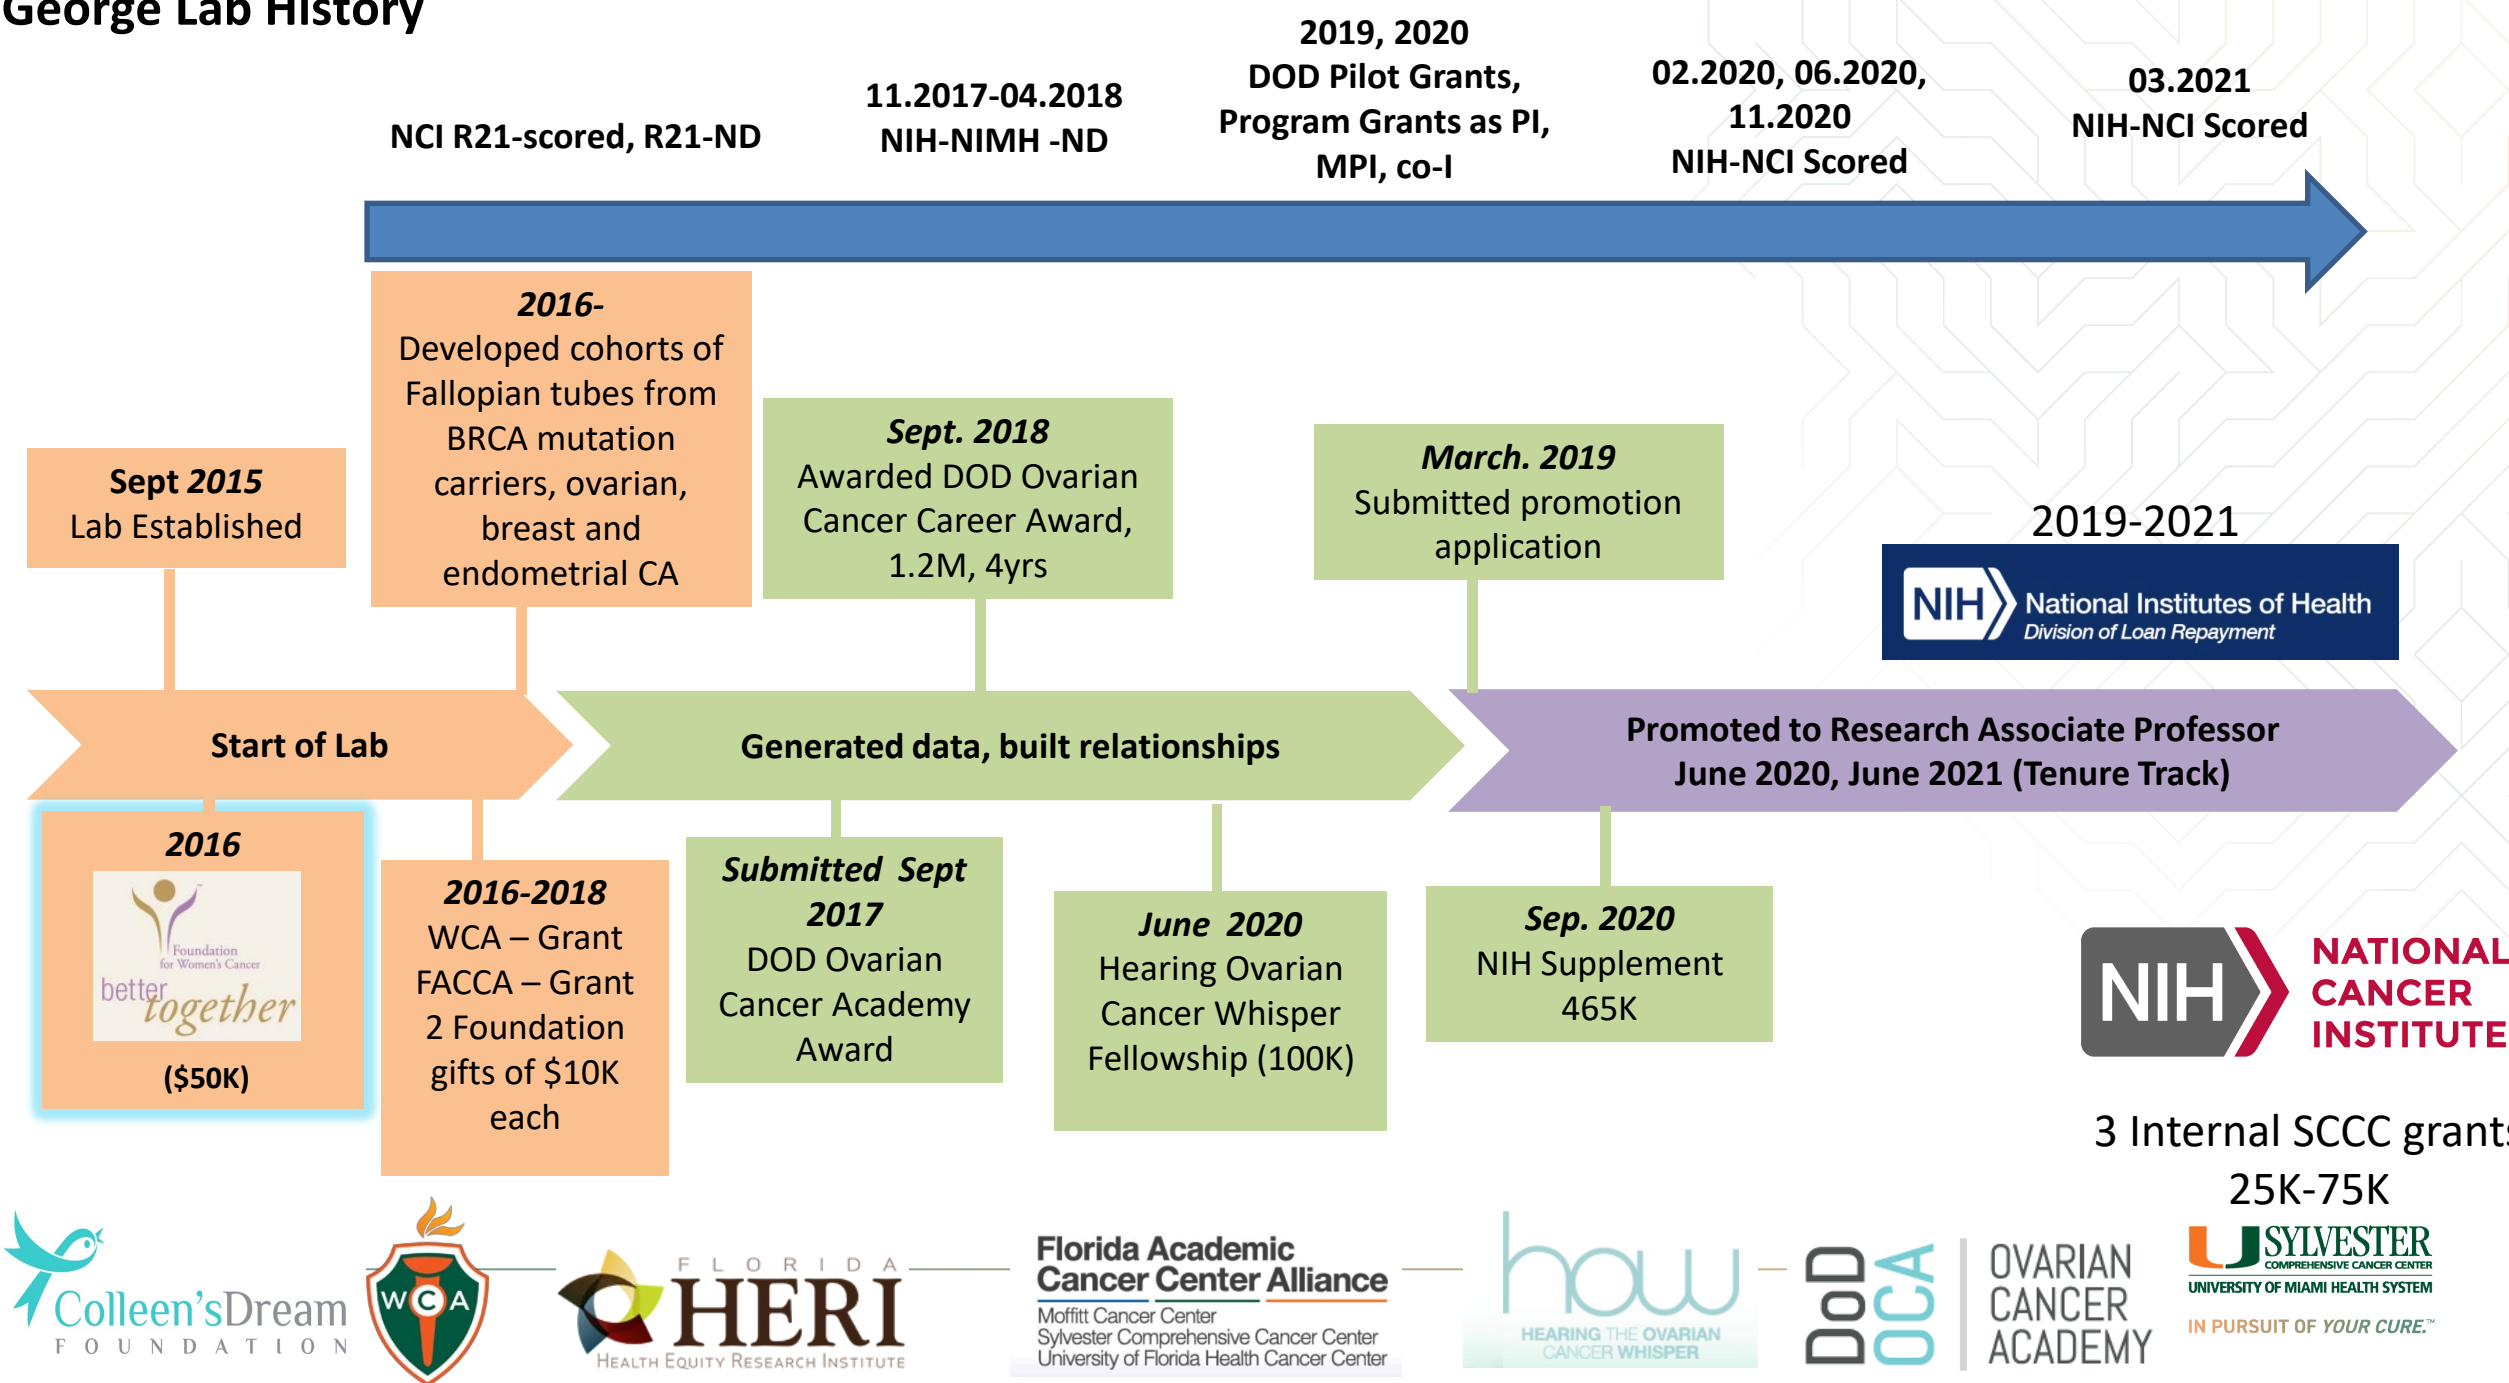 George Lab History
NCI R21-scored, R21-ND
11.2017-04.2018
NIH-NIMH -ND
2019, 2020
DOD Pilot Grants,
Program Grants as PI,
MPI, co-I
02.2020, 06.2020,
11.2020
NIH-NCI Scored
03.2021
NIH-NCI Scored
Sept 2015
Lab Established
2016-
Developed cohorts of
Fallopian tubes from
BRCA mutation
carriers, ovarian,
breast and
endometrial CA
Sept. 2018
Awarded DOD Ovarian
Cancer Career Award,
1.2M, 4yrs
March. 2019
Submitted promotion
application
2019-2021
NIH National Institutes of Health
Division of Loan Repayment
Start of Lab
Generated data, built relationships
Promoted to Research Associate Professor
June 2020, June 2021 (Tenure Track)
2016
Foundation
for Women's Cancer
better
together
($50K)
2016-2018
WCA – Grant
FACCA – Grant
2 Foundation
gifts of $10K
each
Submitted Sept
2017
DOD Ovarian
Cancer Academy
Award
June 2020
Hearing Ovarian
Cancer Whisper
Fellowship (100K)
Sep. 2020
NIH Supplement
465K
NIH
NATIONAL
CANCER
INSTITUTE
3 Internal SCCC grants
25K-75K
Colleen'sDream
FOUNDATION
WCA
FLORIDA
HERI
HEALTH EQUITY RESEARCH INSTITUTE
Florida Academic
Cancer Center Alliance
Moffitt Cancer Center
Sylvester Comprehensive Cancer Center
University of Florida Health Cancer Center
how
HEARING THE OVARIAN
CANCER WHISPER
DoD
OCA
OVARIAN
CANCER
ACADEMY
U SYLVESTER
COMPREHENSIVE CANCER CENTER
UNIVERSITY OF MIAMI HEALTH SYSTEM
IN PURSUIT OF YOUR CURE.™